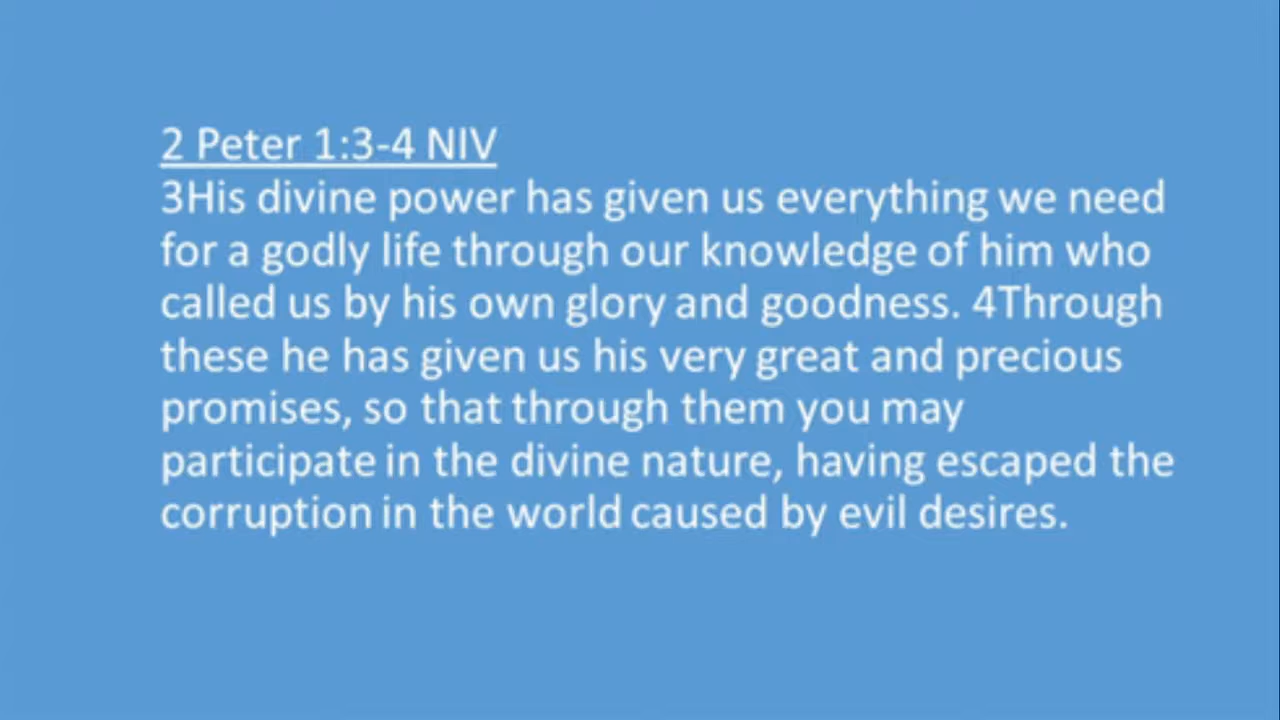 2 Peter 1:3-4 NIV
3His divine power has given us everything we need
for a godly life through our knowledge of him who
called us by his own glory and goodness. 4Through
these he has given us his very great and precious
promises, so that through them you may
participate in the divine nature, having escaped the
corruption in the world caused by evil desires.